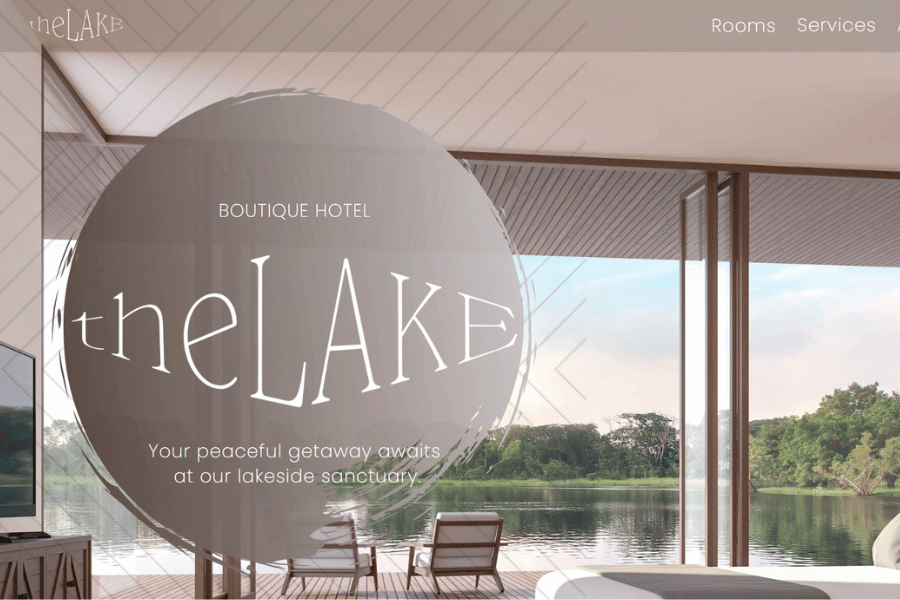 theLAKE
Rooms Services
BOUTIQUE HOTEL
theLAKE
Your peaceful getaway awaits
at our lakeside sanctuary.